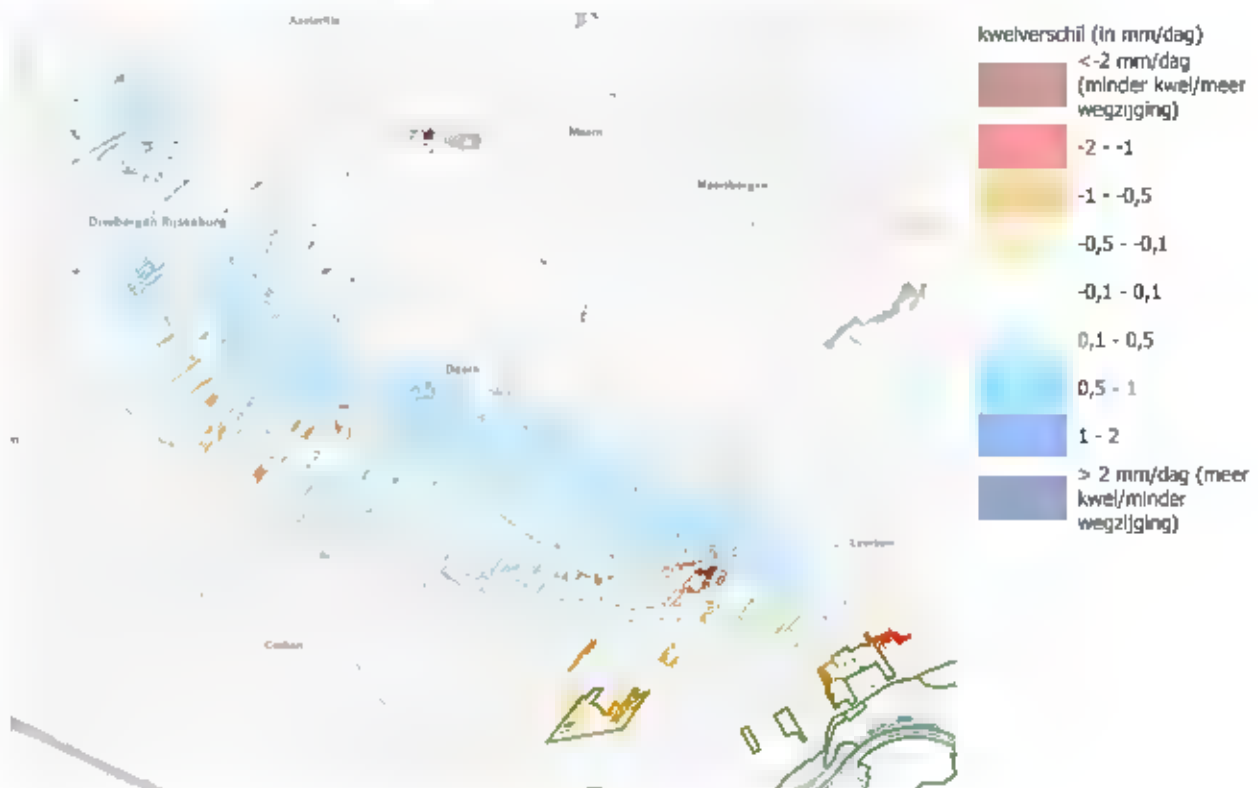 Maarn
Maarsbergen
Doorn
Leersum
kwelverschil (in mm/dag)
<-2 mm/dag
(minder kwel/meer
wegzijging)
-2 - -1
-1 - -0,5
-0,5 - -0,1
-0,1 - 0,1
0,1 - 0,5
0,5 - 1
1 - 2
> 2 mm/dag (meer
kwel/minder
wegzijging)